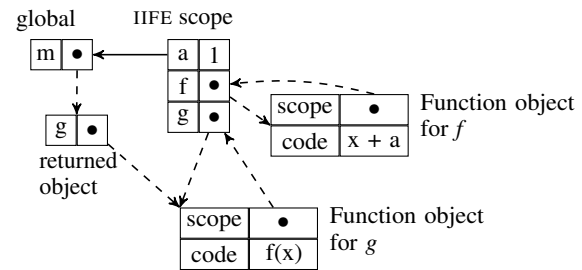 global
IIFE scope
m
a 1
f
g
g
returned
object
scope
code x + a
Function object
for f
scope
code f(x)
Function object
for g